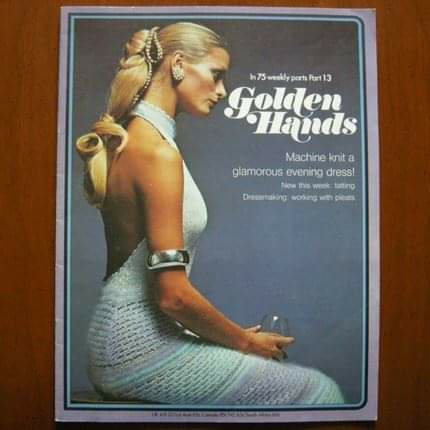 In 75 weekly parts Part 13
Golden
Hands
Machine knit a
glamorous evening dress!
New this week: tatting
Dressmaking: working with pleats